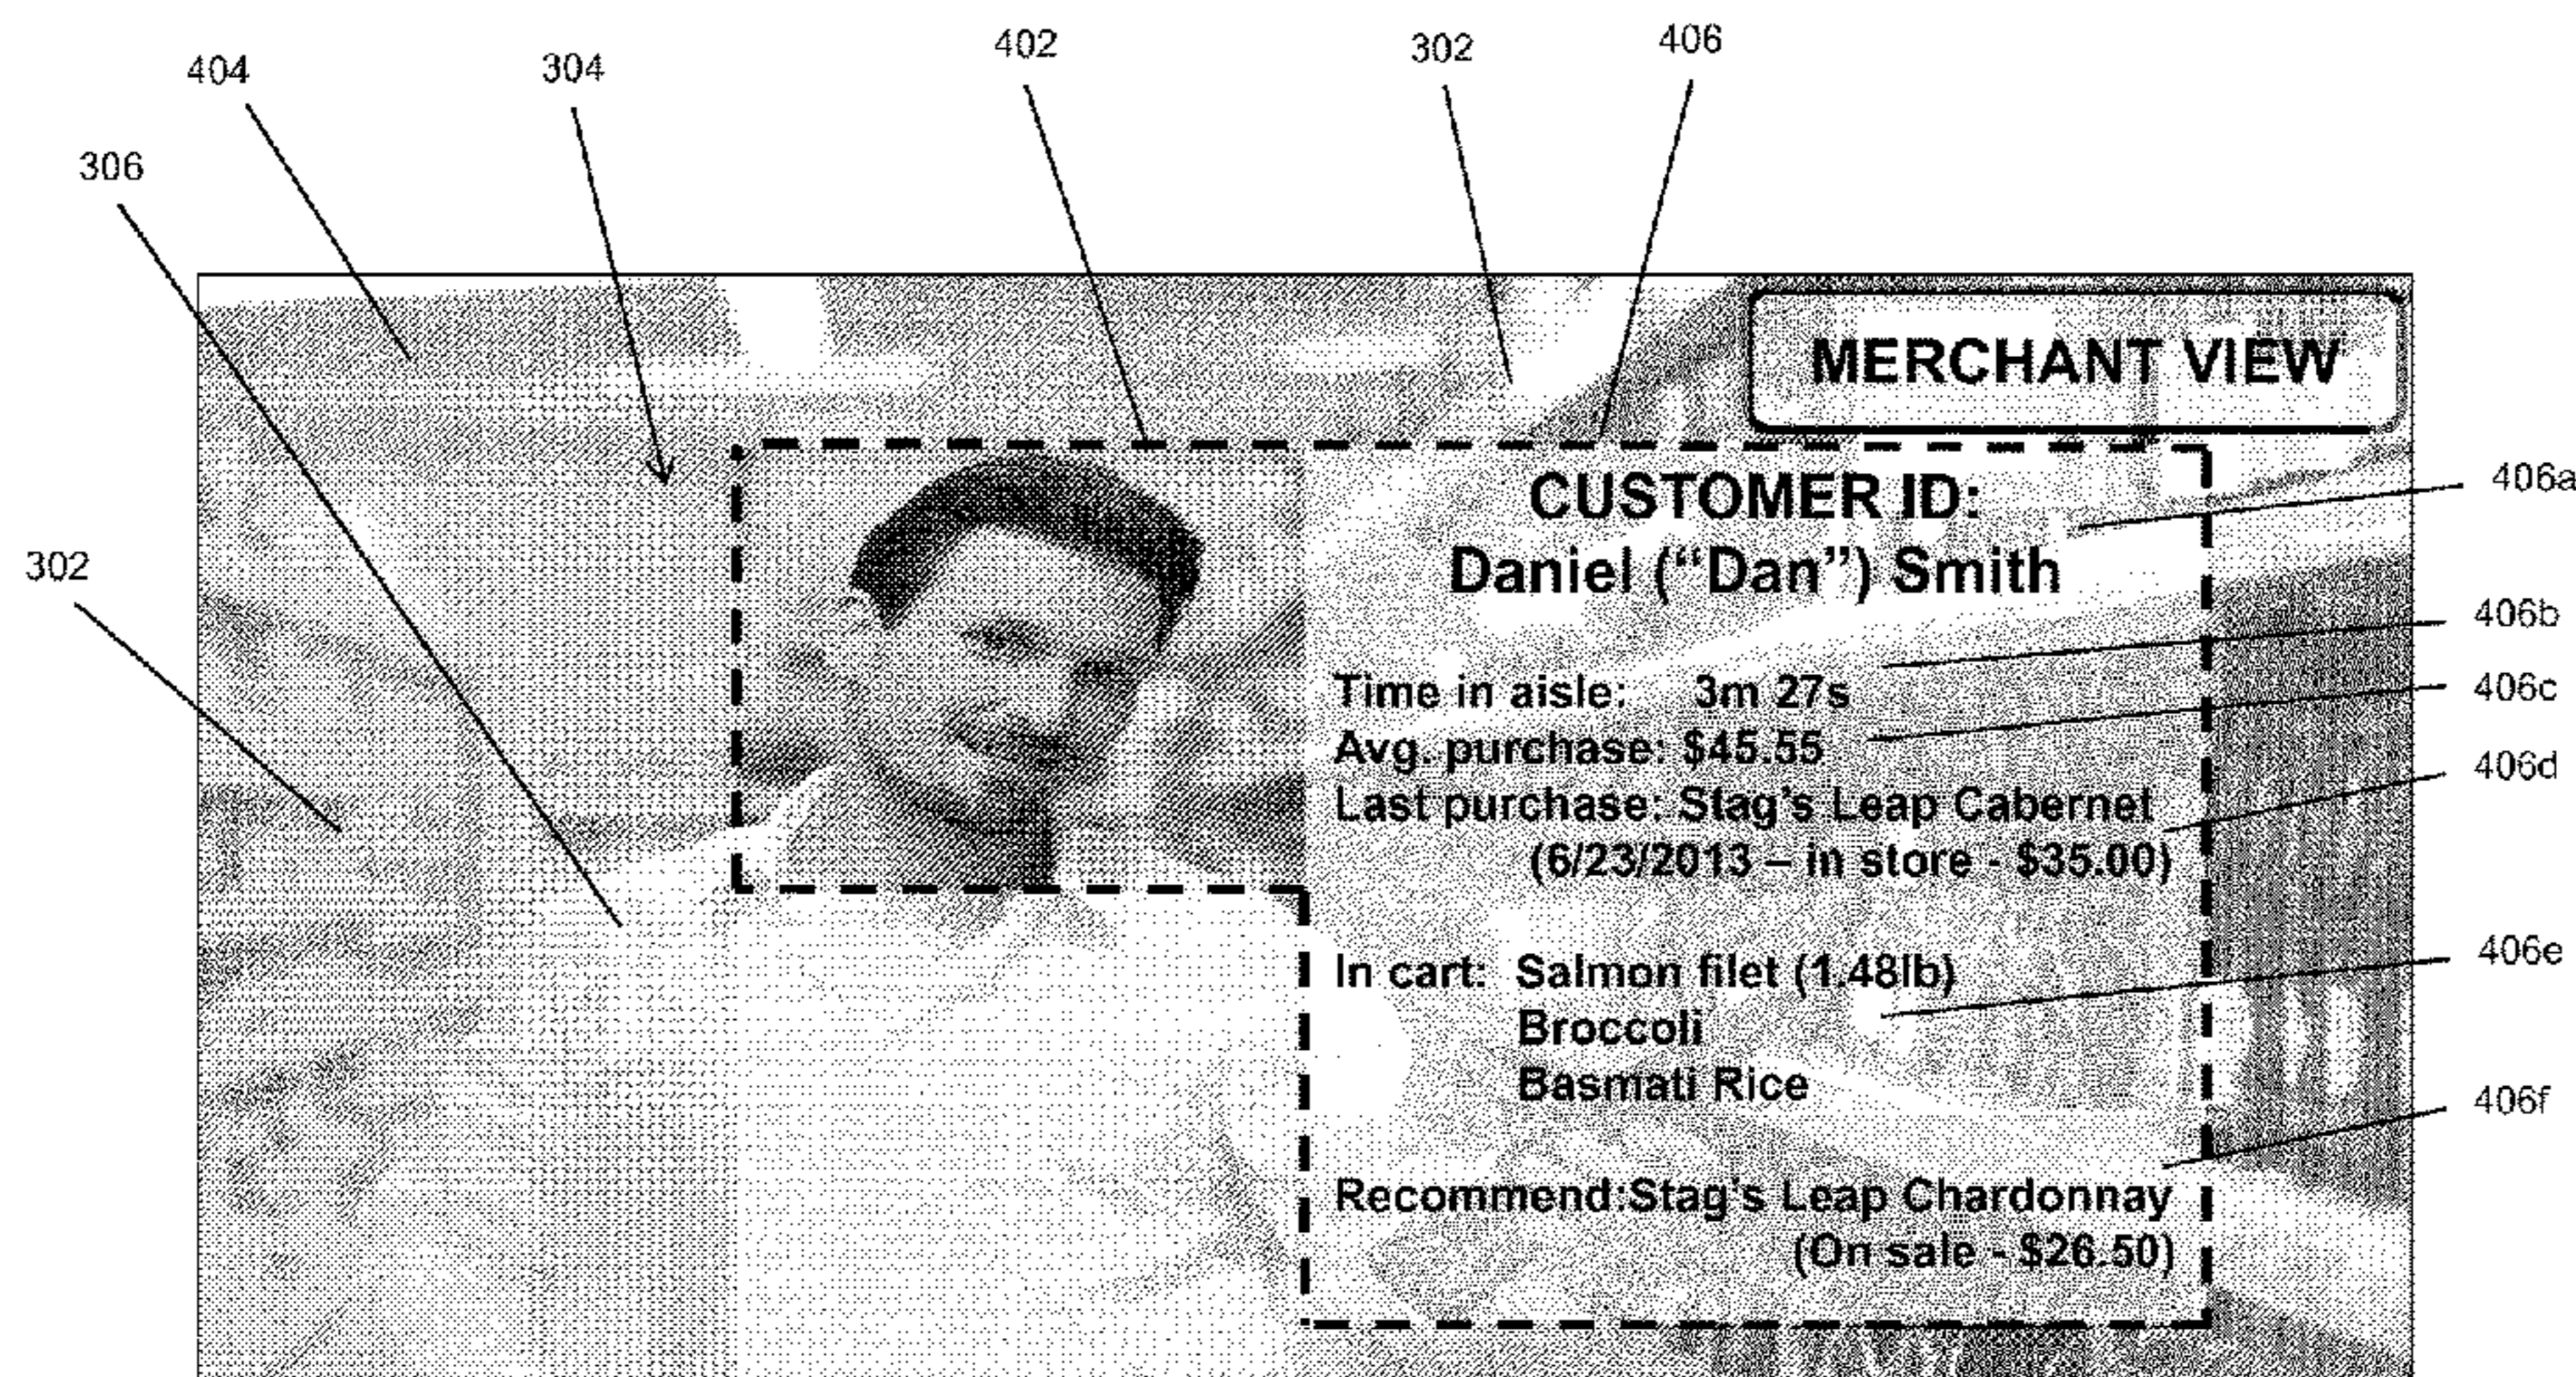 404
304
402
302
406
306
MERCHANT VIEW
CUSTOMER ID:
406a
Daniel (“Dan”) Smith
302
406b
Time in aisle: 3m 27s
406c
Avg. purchase: $45.55
406d
Last purchase: Stag’s Leap Cabernet
(6/23/2013 – in store - $35.00)
406e
In cart: Salmon filet (1.48lb)
Broccoli
Basmati Rice
406f
Recommend:Stag’s Leap Chardonnay
(On sale - $26.50)